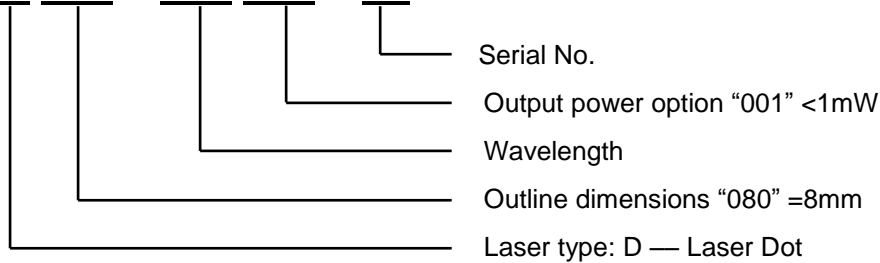 Serial No.
Output power option “001” <1mW
Wavelength
Outline dimensions “080” =8mm
Laser type: D — Laser Dot